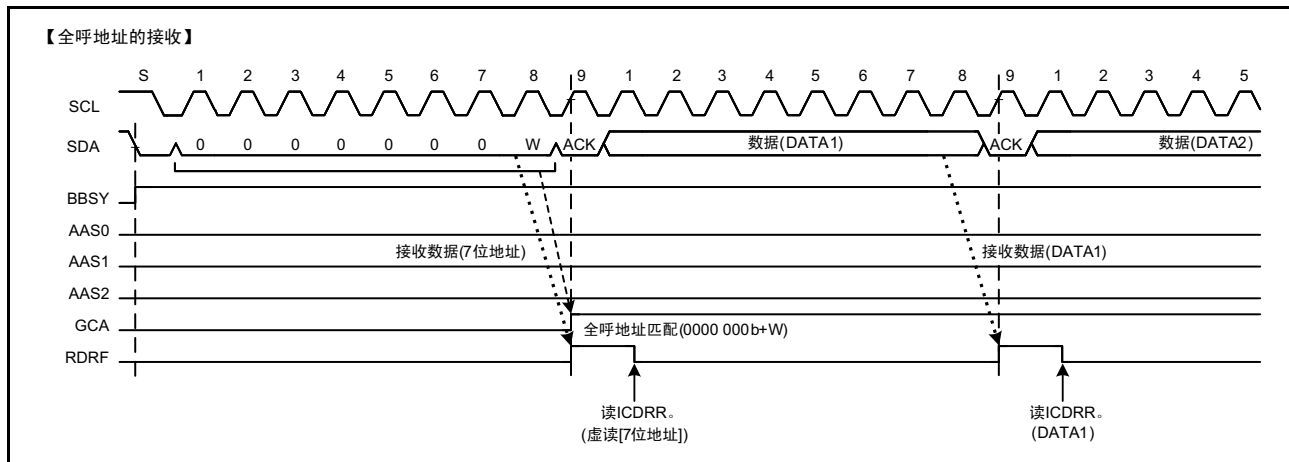 【全呼地址的接收】
S 1 2 3 4 5 6 7 8 9 1 2 3 4 5 6 7 8 9 1 2 3 4 5
SCL
SDA 0 0 0 0 0 0 0 W ACK 数据(DATA1) ACK 数据(DATA2)
BBSY
AAS0
接收数据(7位地址) 接收数据(DATA1)
AAS1
AAS2
GCA 全呼地址匹配(0000 000b+W)
RDRF
读ICDRR。 读ICDRR。
(虚读[7位地址]) (DATA1)